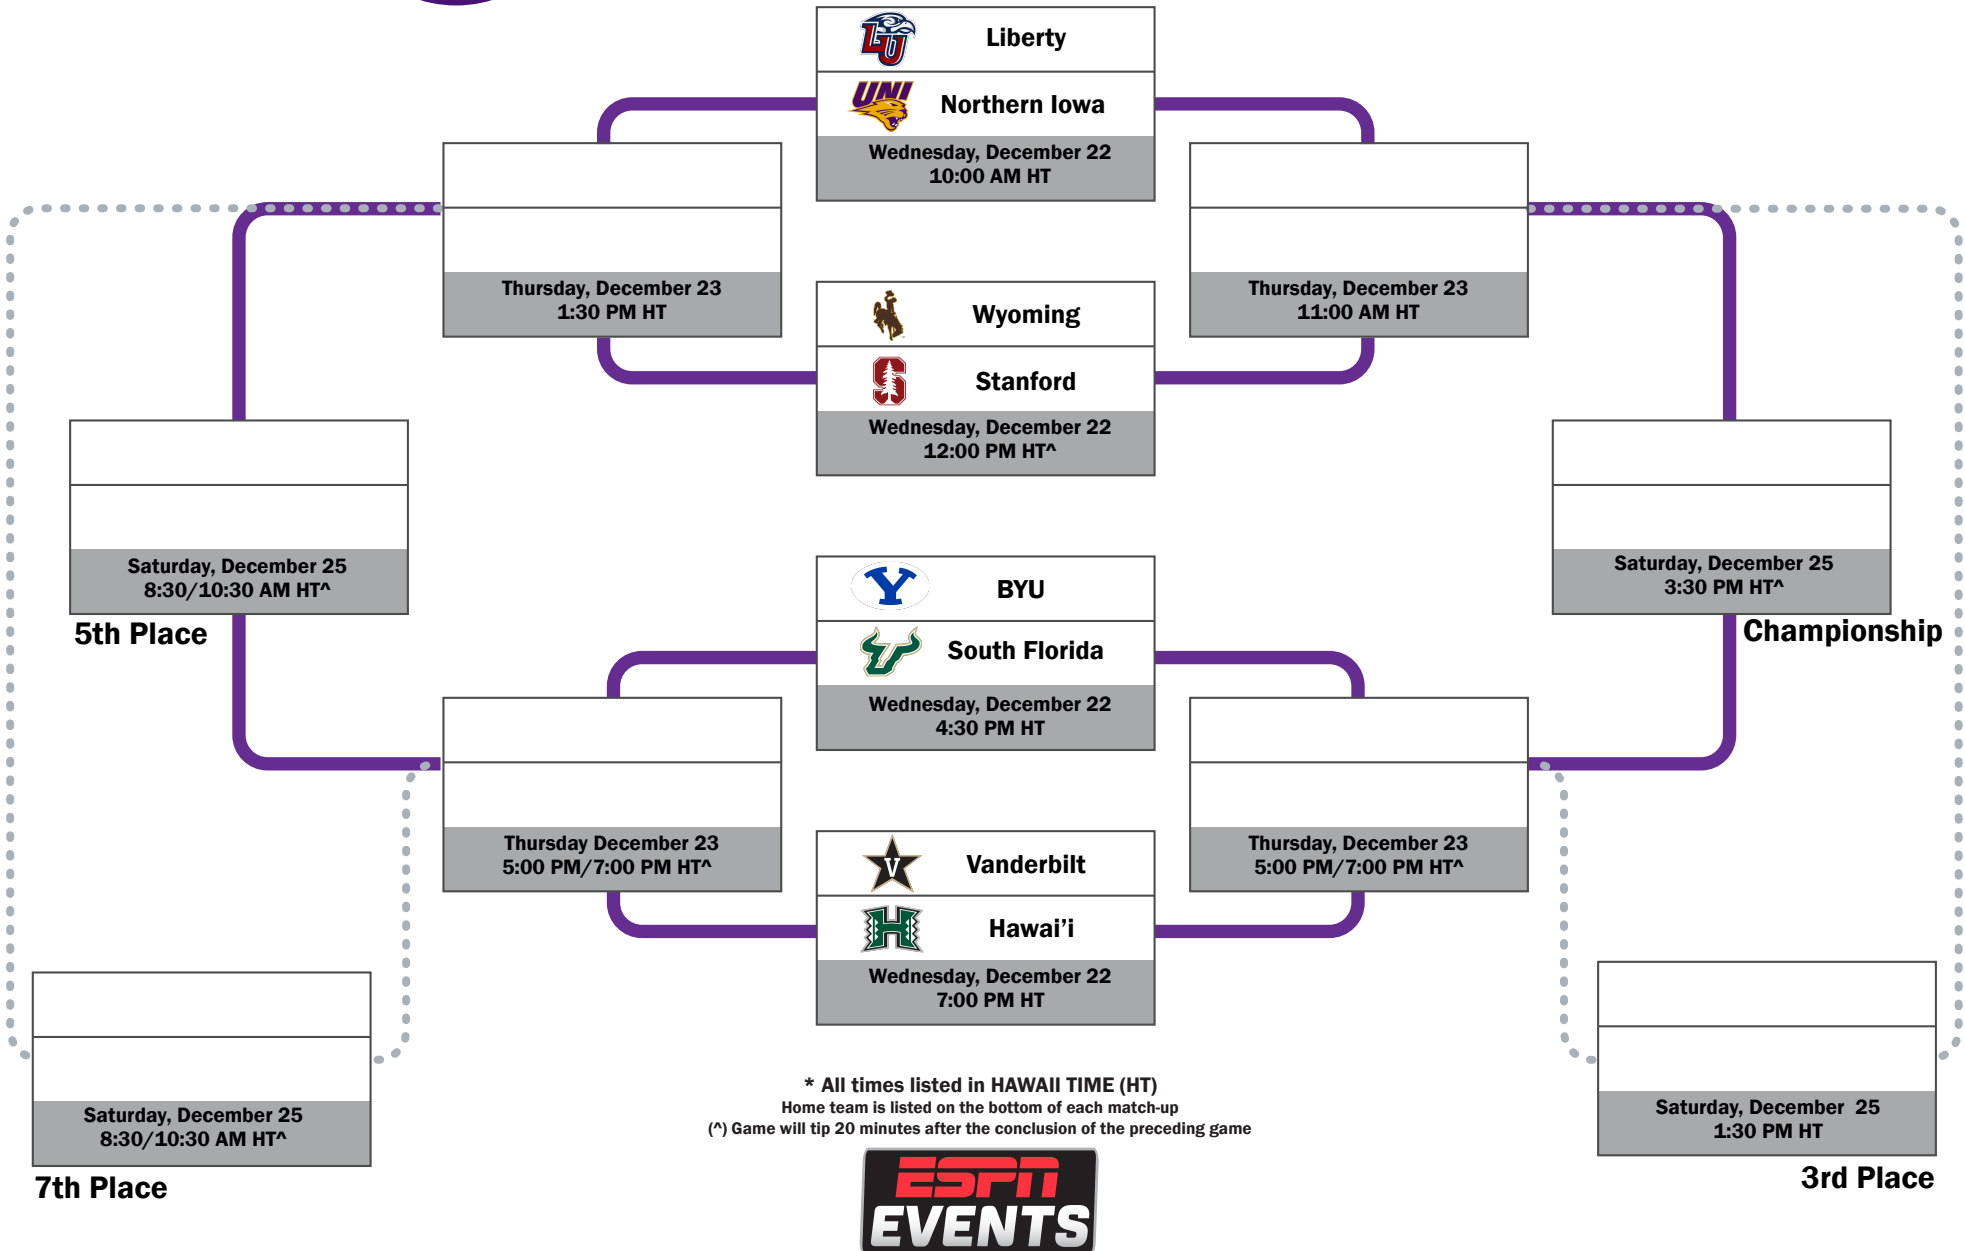 Liberty
UNI
Northern Iowa
Wednesday, December 22
10:00 AM HT
Thursday, December 23
1:30 PM HT
Thursday, December 23
11:00 AM HT
Wyoming
Stanford
Wednesday, December 22
12:00 PM HT^
Saturday, December 25
8:30/10:30 AM HT^
5th Place
Saturday, December 25
3:30 PM HT^
Championship
Y
BYU
South Florida
Wednesday, December 22
4:30 PM HT
Thursday December 23
5:00 PM/7:00 PM HT^
Thursday, December 23
5:00 PM/7:00 PM HT^
V
Vanderbilt
H
Hawai’i
Wednesday, December 22
7:00 PM HT
Saturday, December 25
8:30/10:30 AM HT^
7th Place
Saturday, December 25
1:30 PM HT
3rd Place
* All times listed in HAWAII TIME (HT)
Home team is listed on the bottom of each match-up
(^) Game will tip 20 minutes after the conclusion of the preceding game
ESPN
EVENTS